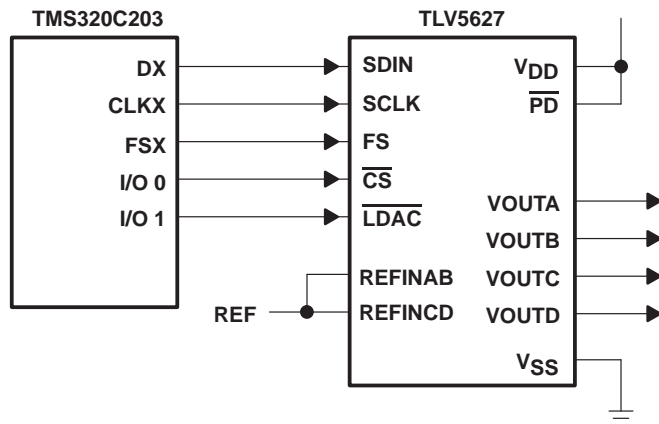 TMS320C203
DX
CLKX
FSX
I/O 0
I/O 1
REF
TLV5627
SDIN
SCLK
FS
CS
LDAC
REFINAB
REFINCD
VDD
PD
VOUTA
VOUTB
VOUTC
VOUTD
VSS